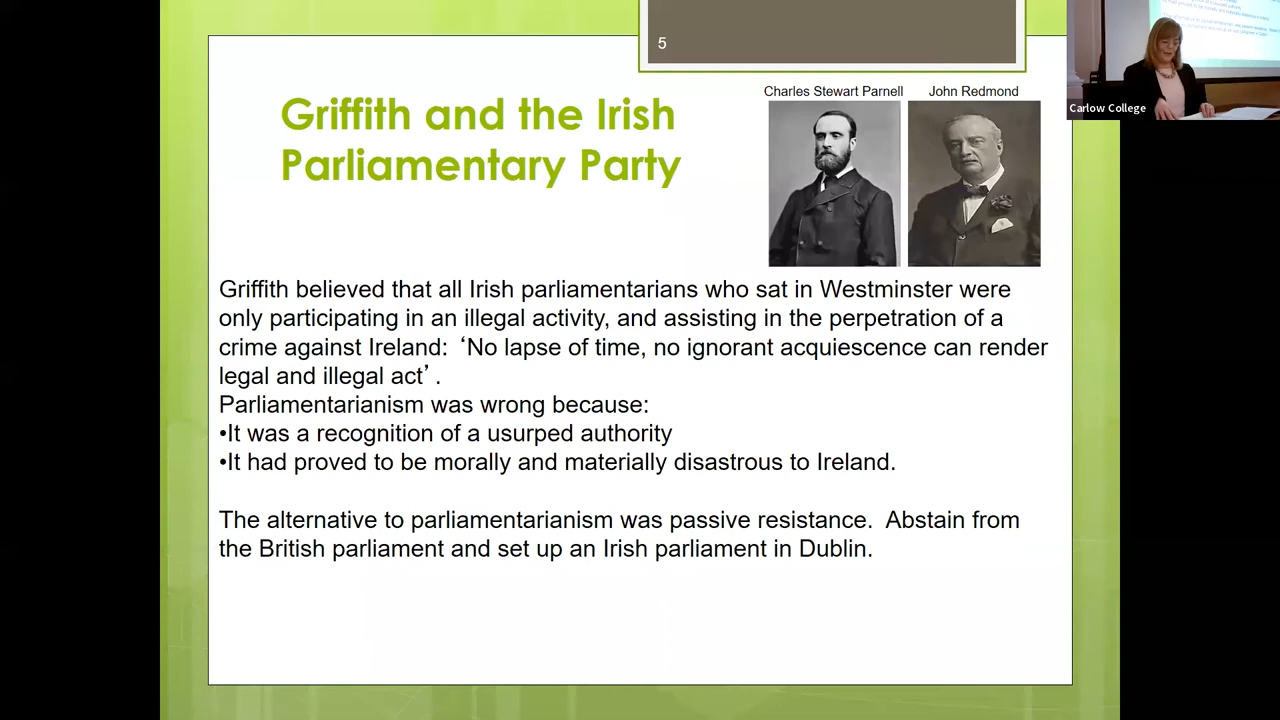 5
Charles Stewart Parnell John Redmond
Carlow College
Griffith and the Irish
Parliamentary Party
Griffith believed that all Irish parliamentarians who sat in Westminster were
only participating in an illegal activity, and assisting in the perpetration of a
crime against Ireland: ‘No lapse of time, no ignorant acquiescence can render
legal and illegal act’.
Parliamentarianism was wrong because:
•It was a recognition of a usurped authority
•It had proved to be morally and materially disastrous to Ireland.
The alternative to parliamentarianism was passive resistance. Abstain from
the British parliament and set up an Irish parliament in Dublin.